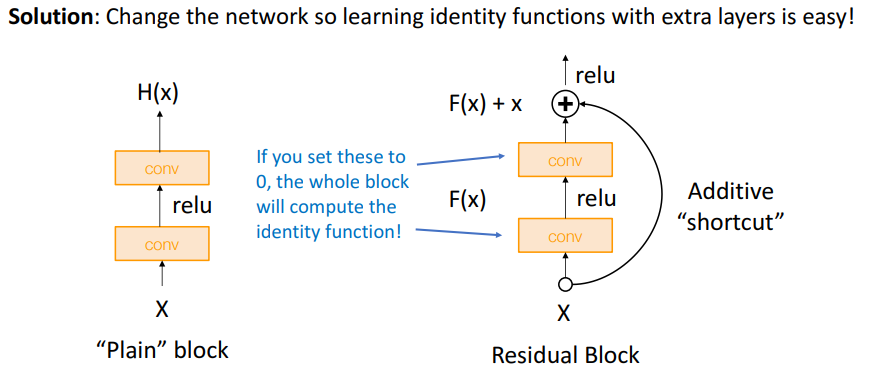 Solution: Change the network so learning identity functions with extra layers is easy!
H(x)
conv
relu
conv
X
“Plain” block
If you set these to
0, the whole block
will compute the
identity function!
relu
F(x) + x
+
conv
F(x)
relu
conv
X
Residual Block
Additive
“shortcut”